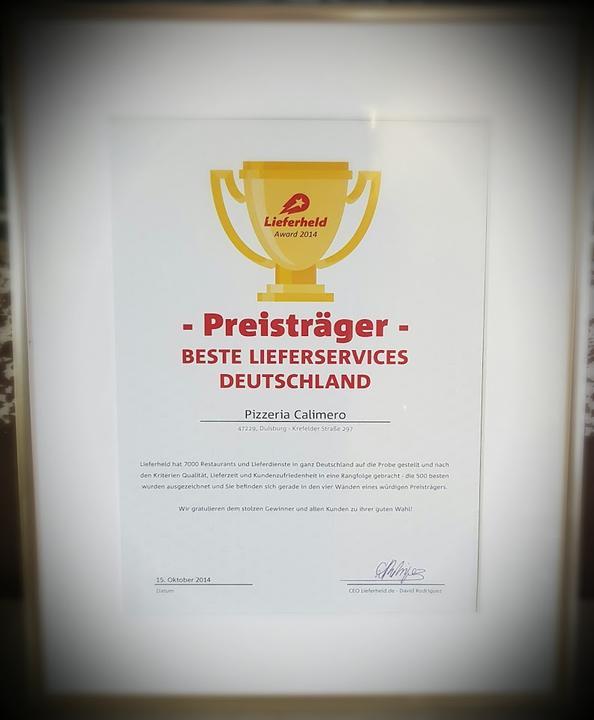 Lieferheld
Award 2014
- Preisträger -
BESTE LIEFERSERVICES
DEUTSCHLAND
Pizzeria Calimero
47229, Duisburg - Krefelder Straße 297
Lieferheld hat 7000 Restaurants und Lieferdienste in ganz Deutschland auf die Probe gestellt und nach
den Kriterien Qualität, Lieferzeit und Kundenzufriedenheit in eine Rangfolge gebracht - die 500 besten
wurden ausgezeichnet und Sie befinden sich gerade in den vier Wänden eines würdigen Preisträgers.
Wir gratulieren dem stolzen Gewinner und allen Kunden zu ihrer guten Wahl!
15. Oktober 2014
Datum
CEO Lieferheld.de - David Rodriguez